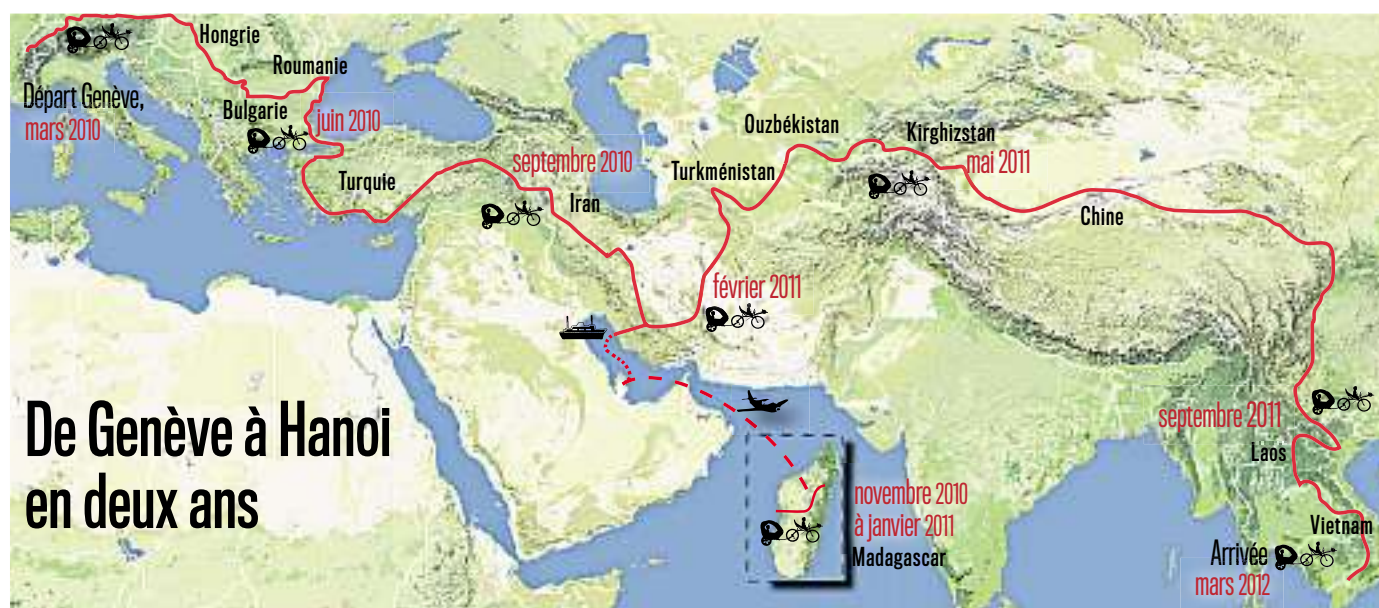 Hongrie
Roumanie
Départ Genève,
mars 2010
Bulgarie
juin 2010
Turquie
septembre 2010
Iran
Turkménistan
Ouzbékistan
Kirghizstan
mai 2011
Chine
février 2011
De Genève à Hanoi
en deux ans
novembre 2010
à janvier 2011
Madagascar
septembre 2011
Laos
Vietnam
Arrivée
mars 2012